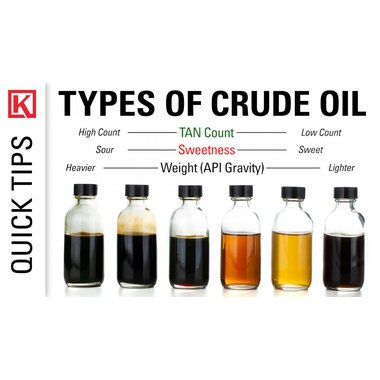 K
QUICK TIPS
TYPES OF CRUDE OIL
High Count TAN Count Low Count
Sour Sweetness Sweet
Heavier Weight (API Gravity) Lighter